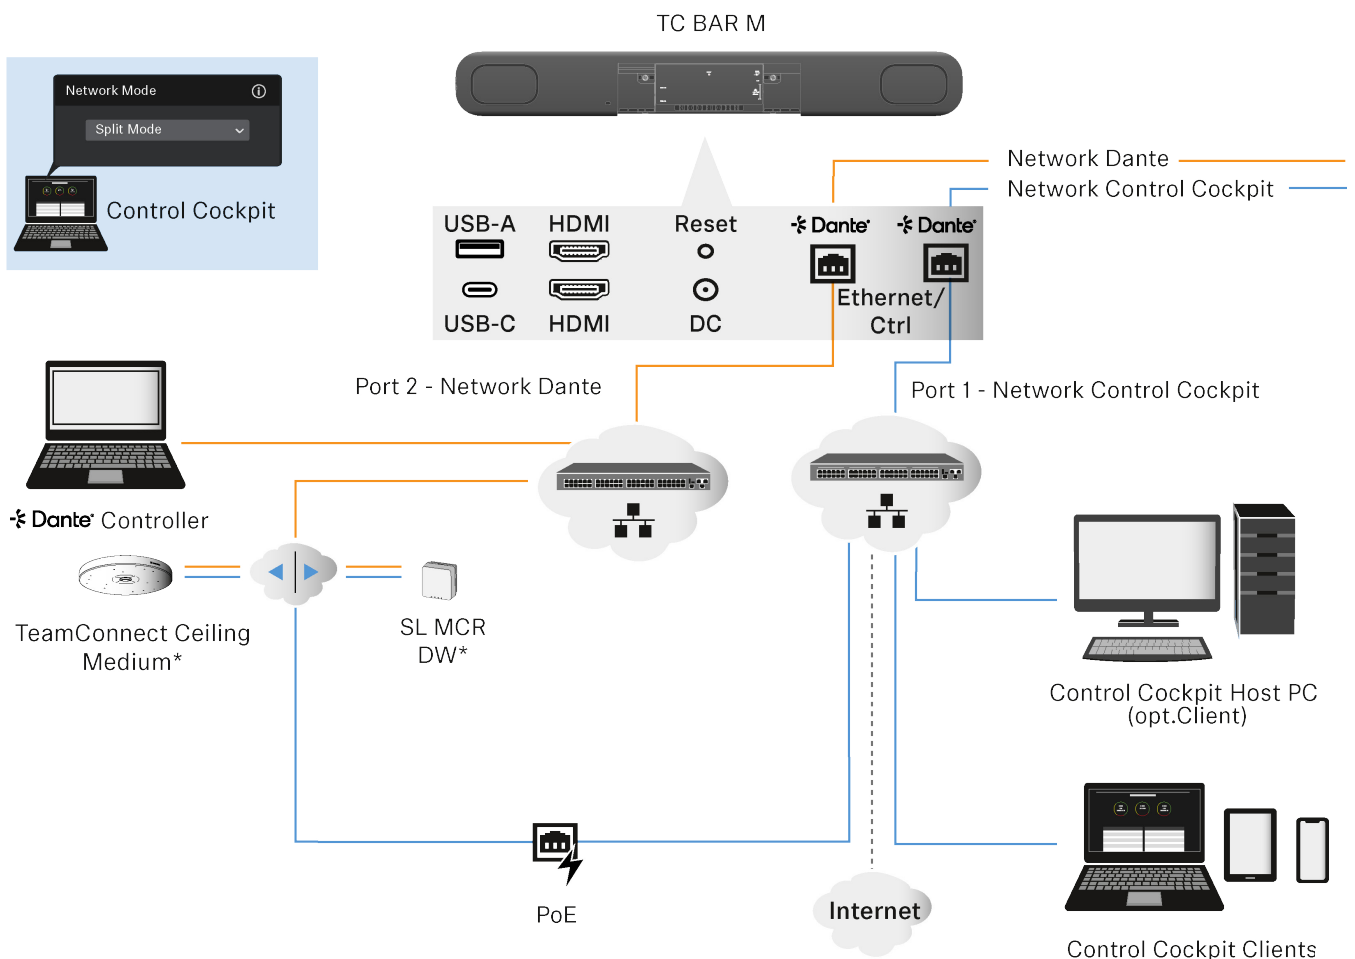 TC BAR M
Network Mode
Split Mode
Control Cockpit
Network Dante
Network Control Cockpit
USB-A HDMI Reset Dante® Dante®
Ethernet/
Ctrl
USB-C HDMI DC
Port 2 - Network Dante
Port 1 - Network Control Cockpit
Dante® Controller
TeamConnect Ceiling
Medium*
SL MCR
DW*
Control Cockpit Host PC
(opt.Client)
PoE
Internet
Control Cockpit Clients